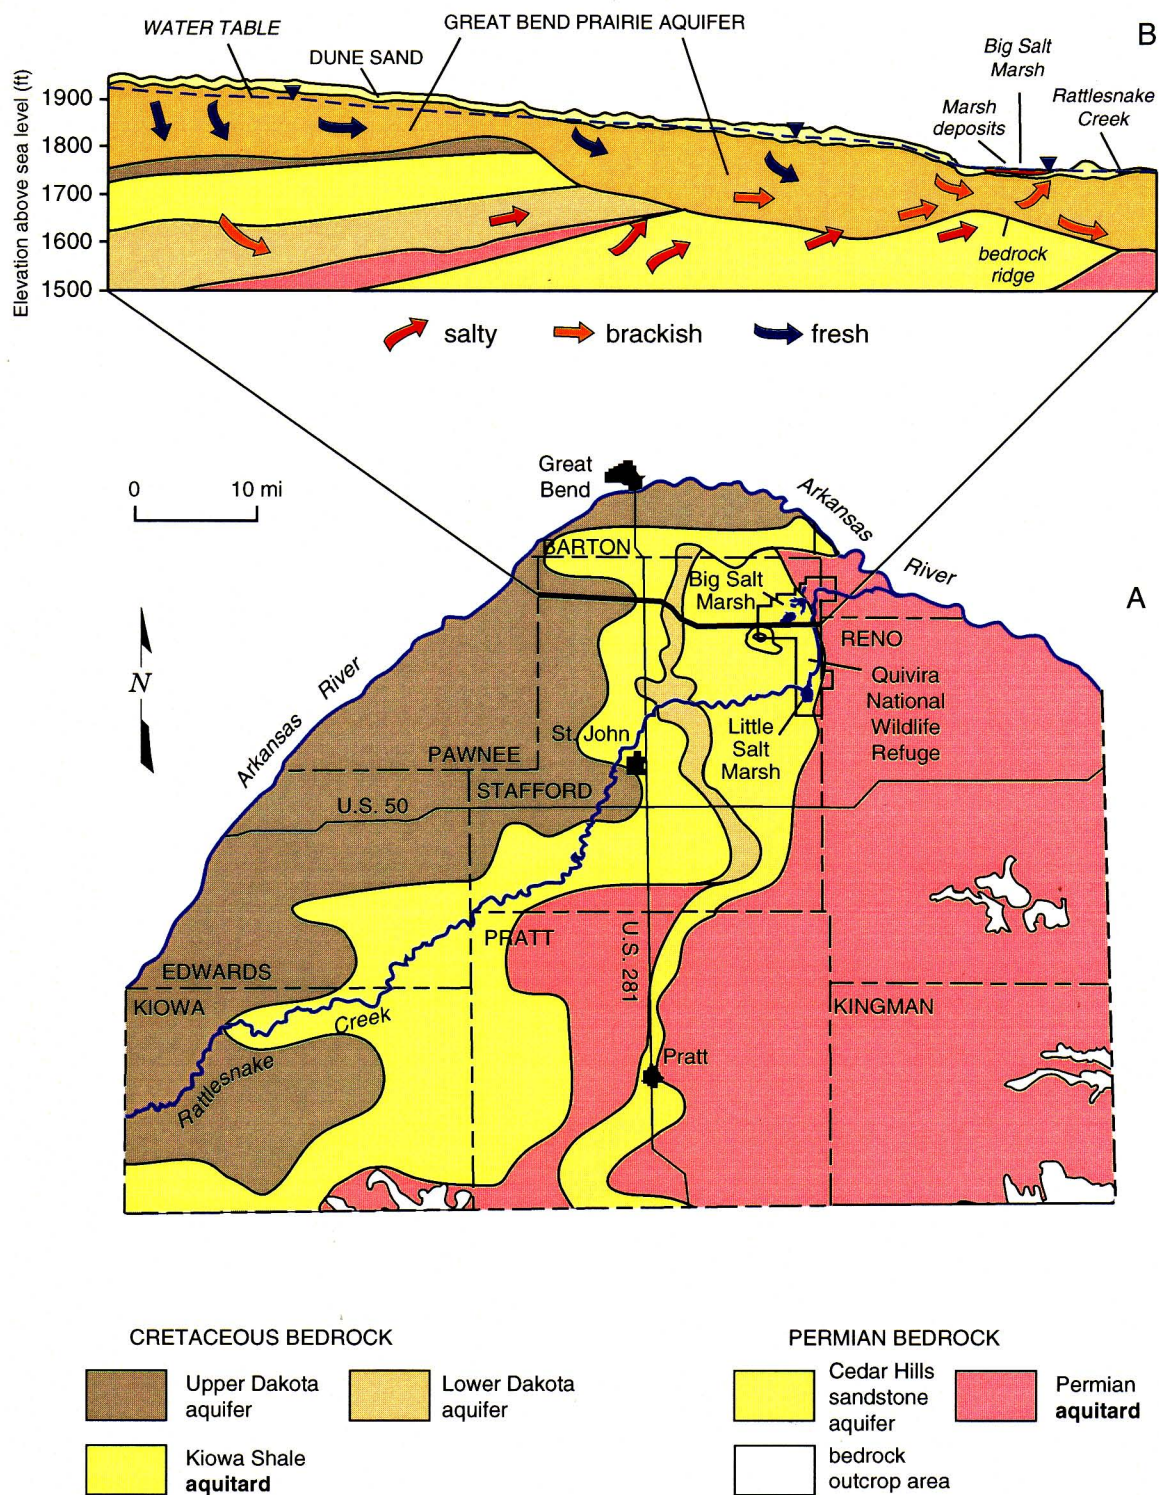 WATER TABLE
GREAT BEND PRAIRIE AQUIFER
B
DUNE SAND
Big Salt
Marsh
Marsh
deposits
Rattlesnake
Creek
Elevation above sea level (ft)
1900
1800
1700
1600
1500
bedrock
ridge
salty
brackish
fresh
Great
Bend
0
10 mi
Arkansas
River
A
BARTON
Big Salt
Marsh
RENO
Quivira
National
Wildlife
Refuge
N
Arkansas
River
St. John
Little
Salt
Marsh
PAWNEE
STAFFORD
U.S. 50
PRATT
U.S. 281
EDWARDS
KIOWA
KINGMAN
Rattlesnake
Creek
Pratt
CRETACEOUS BEDROCK
Upper Dakota
aquifer
Lower Dakota
aquifer
Kiowa Shale
aquitard
PERMIAN BEDROCK
Cedar Hills
sandstone
aquifer
Permian
aquitard
bedrock
outcrop area